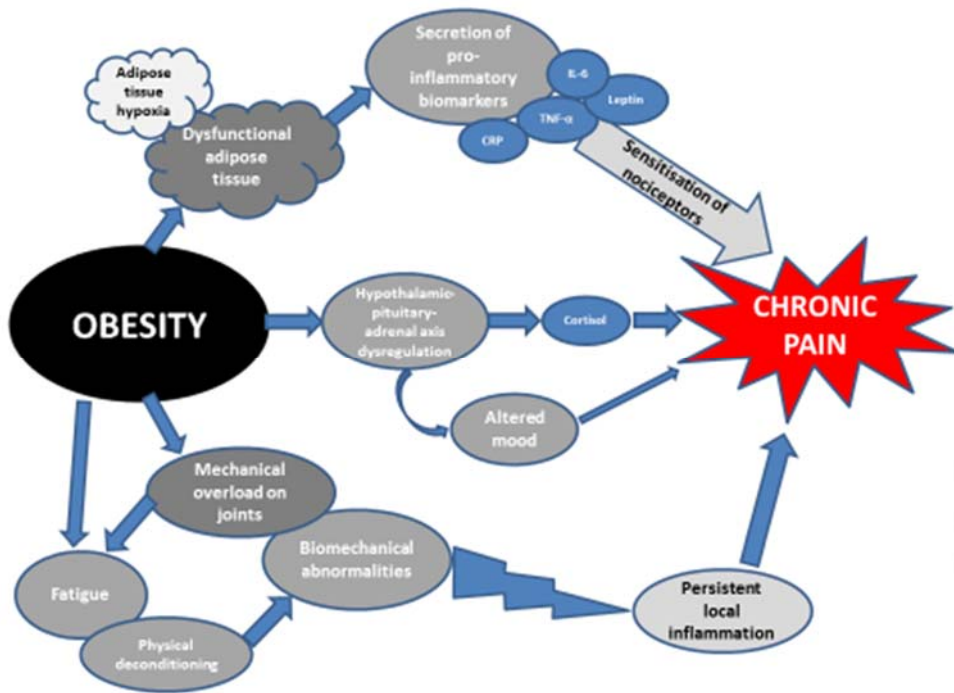 Adipose
tissue
hypoxia
Dysfunctional
adipose
tissue
Secretion of
pro-
inflammatory
biomarkers
IL-6
Leptin
TNF-α
CRP
Sensitisation of
nociceptors
OBESITY
Hypothalamic-
pituitary-
adrenal axis
dysregulation
Cortisol
CHRONIC
PAIN
Altered
mood
Mechanical
overload on
joints
Biomechanical
abnormalities
Fatigue
Physical
deconditioning
Persistent
local
inflammation